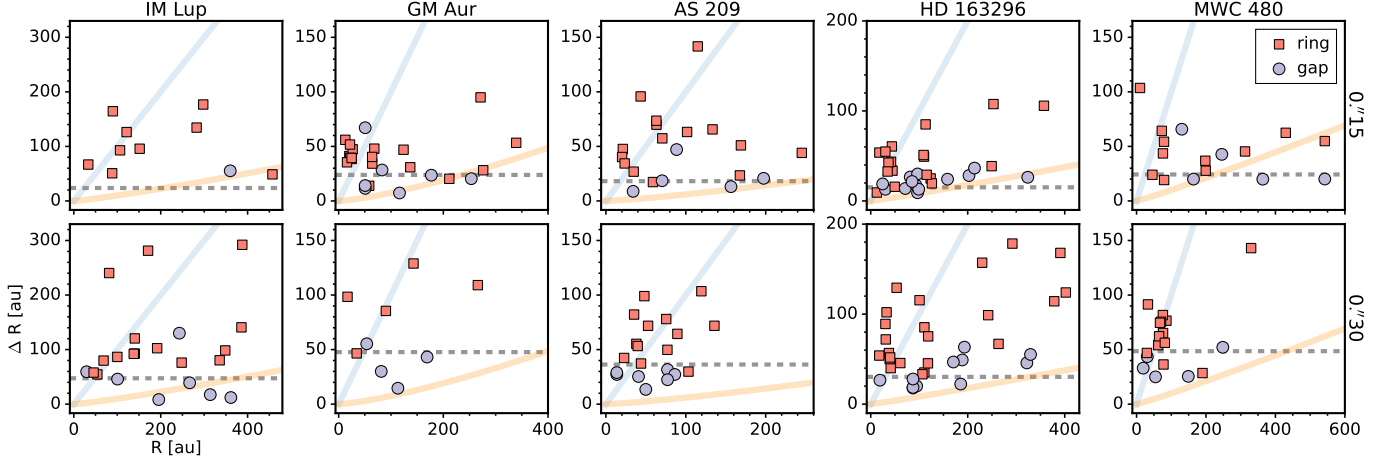 IM Lup GM Aur AS 209 HD 163296 MWC 480
300 150 150 200 150 ring
gap
200 100 100 100
100 50 50 100 50
0 0 0 0 0
0.″15
300 150 150 200 150
200 100 100 100
100 50 50 100 50
0 0 0 0 0
0.″30
Δ R [au]
0 200 400 0 200 400 0 100 200 0 200 400 0 200 400 600
R [au]